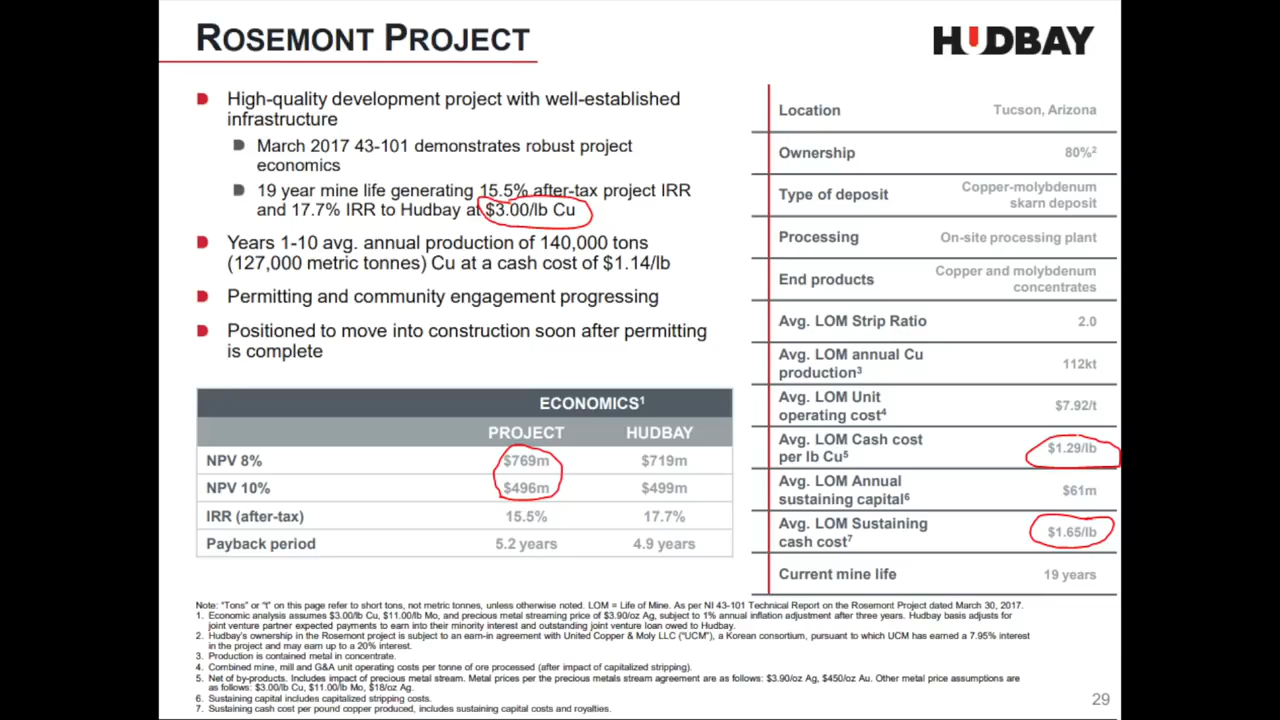 ROSEMONT PROJECT
HUDBAY
High-quality development project with well-established
infrastructure
March 2017 43-101 demonstrates robust project
economics
19 year mine life generating 15.5% after-tax project IRR
and 17.7% IRR to Hudbay at $3.00/lb Cu
Years 1-10 avg. annual production of 140,000 tons
(127,000 metric tonnes) Cu at a cash cost of $1.14/lb
Permitting and community engagement progressing
Positioned to move into construction soon after permitting
is complete
ECONOMICS¹
PROJECT HUDBAY
NPV 8% $769m $719m
NPV 10% $496m $499m
IRR (after-tax) 15.5% 17.7%
Payback period 5.2 years 4.9 years
Location Tucson, Arizona
Ownership 80%²
Type of deposit Copper-molybdenum
skarn deposit
Processing On-site processing plant
End products Copper and molybdenum
concentrates
Avg. LOM Strip Ratio 2.0
Avg. LOM annual Cu
production³ 112kt
Avg. LOM Unit
operating cost⁴ $7.92/t
Avg. LOM Cash cost
per lb Cu⁵ $1.29/lb
Avg. LOM Annual
sustaining capital⁶ $61m
Avg. LOM Sustaining
cash cost⁷ $1.65/lb
Current mine life 19 years
Note: "Tons" or "t" on this page refer to short tons, not metric tonnes, unless otherwise noted. LOM = Life of Mine. As per NI 43-101 Technical Report on the Rosemont Project dated March 30, 2017.
1. Economic analysis assumes $3.00/lb Cu, $11.00/lb Mo, and precious metal streaming price of $3.90/oz Ag, subject to 1% annual inflation adjustment after three years. Hudbay basis adjusts for
joint venture partner expected payments to earn into their minority interest and outstanding joint venture loan owed to Hudbay.
2. Hudbay's ownership in the Rosemont project is subject to an earn-in agreement with United Copper & Moly LLC ("UCM"), a Korean consortium, pursuant to which UCM has earned a 7.95% interest
in the project and may earn up to a 20% interest.
3. Production is contained metal in concentrate.
4. Combined mine, mill and G&A unit operating costs per tonne of ore processed (after impact of capitalized stripping).
5. Net of by-products. Includes impact of precious metal stream. Metal prices per the precious metals stream agreement are as follows: $3.90/oz Ag, $450/oz Au. Other metal price assumptions are
as follows: $3.00/lb Cu, $11.00/lb Mo, $18/oz Ag.
6. Sustaining capital includes capitalized stripping costs.
7. Sustaining cash cost per pound copper produced, includes sustaining capital costs and royalties.
29